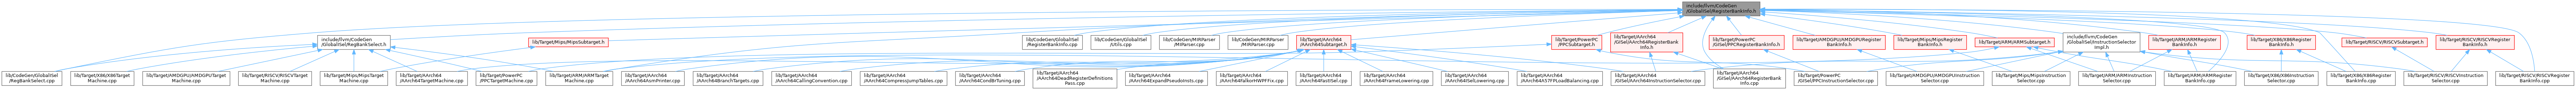 include/llvm/CodeGen
/GlobalISel/RegisterBankInfo.h
include/llvm/CodeGen
/GlobalISel/RegBankSelect.h
lib/Target/Mips/MipsSubtarget.h
lib/CodeGen/GlobalISel
/RegisterBankInfo.cpp
lib/CodeGen/GlobalISel
/Utils.cpp
lib/CodeGen/MIRParser
/MIParser.cpp
lib/CodeGen/MIRParser
/MIRParser.cpp
lib/Target/AArch64
/AArch64Subtarget.h
lib/Target/PowerPC
/PPCSubtarget.h
lib/Target/AArch64
/GISel/AArch64RegisterBank
Info.h
lib/Target/PowerPC
/GISel/PPCRegisterBankInfo.h
lib/Target/AMDGPU/AMDGPURegister
BankInfo.h
lib/Target/Mips/MipsRegister
BankInfo.h
lib/Target/ARM/ARMSubtarget.h
include/llvm/CodeGen
/GlobalISel/InstructionSelector
Impl.h
lib/Target/ARM/ARMRegister
BankInfo.h
lib/Target/X86/X86Register
BankInfo.h
lib/Target/RISCV/RISCVSubtarget.h
lib/Target/RISCV/RISCVRegister
BankInfo.h
lib/CodeGen/GlobalISel
/RegBankSelect.cpp
lib/Target/X86/X86Target
Machine.cpp
lib/Target/AMDGPU/AMDGPUTarget
Machine.cpp
lib/Target/RISCV/RISCVTarget
Machine.cpp
lib/Target/Mips/MipsTarget
Machine.cpp
lib/Target/AArch64
/AArch64TargetMachine.cpp
lib/Target/PowerPC
/PPCTargetMachine.cpp
lib/Target/ARM/ARMTarget
Machine.cpp
lib/Target/AArch64
/AArch64AsmPrinter.cpp
lib/Target/AArch64
/AArch64BranchTargets.cpp
lib/Target/AArch64
/AArch64CallingConvention.cpp
lib/Target/AArch64
/AArch64CompressJumpTables.cpp
lib/Target/AArch64
/AArch64CondBrTuning.cpp
lib/Target/AArch64
/AArch64DeadRegisterDefinitions
Pass.cpp
lib/Target/AArch64
/AArch64ExpandPseudoInsts.cpp
lib/Target/AArch64
/AArch64FalkorHWPFFix.cpp
lib/Target/AArch64
/AArch64FastISel.cpp
lib/Target/AArch64
/AArch64FrameLowering.cpp
lib/Target/AArch64
/AArch64ISelLowering.cpp
lib/Target/AArch64
/AArch64A57FPLoadBalancing.cpp
lib/Target/AArch64
/GISel/AArch64InstructionSelector.cpp
lib/Target/AArch64
/GISel/AArch64RegisterBank
Info.cpp
lib/Target/PowerPC
/GISel/PPCInstructionSelector.cpp
lib/Target/AMDGPU/AMDGPUInstruction
Selector.cpp
lib/Target/Mips/MipsInstruction
Selector.cpp
lib/Target/ARM/ARMInstruction
Selector.cpp
lib/Target/ARM/ARMRegister
BankInfo.cpp
lib/Target/X86/X86Instruction
Selector.cpp
lib/Target/X86/X86Register
BankInfo.cpp
lib/Target/RISCV/RISCVInstruction
Selector.cpp
lib/Target/RISCV/RISCVRegister
BankInfo.cpp